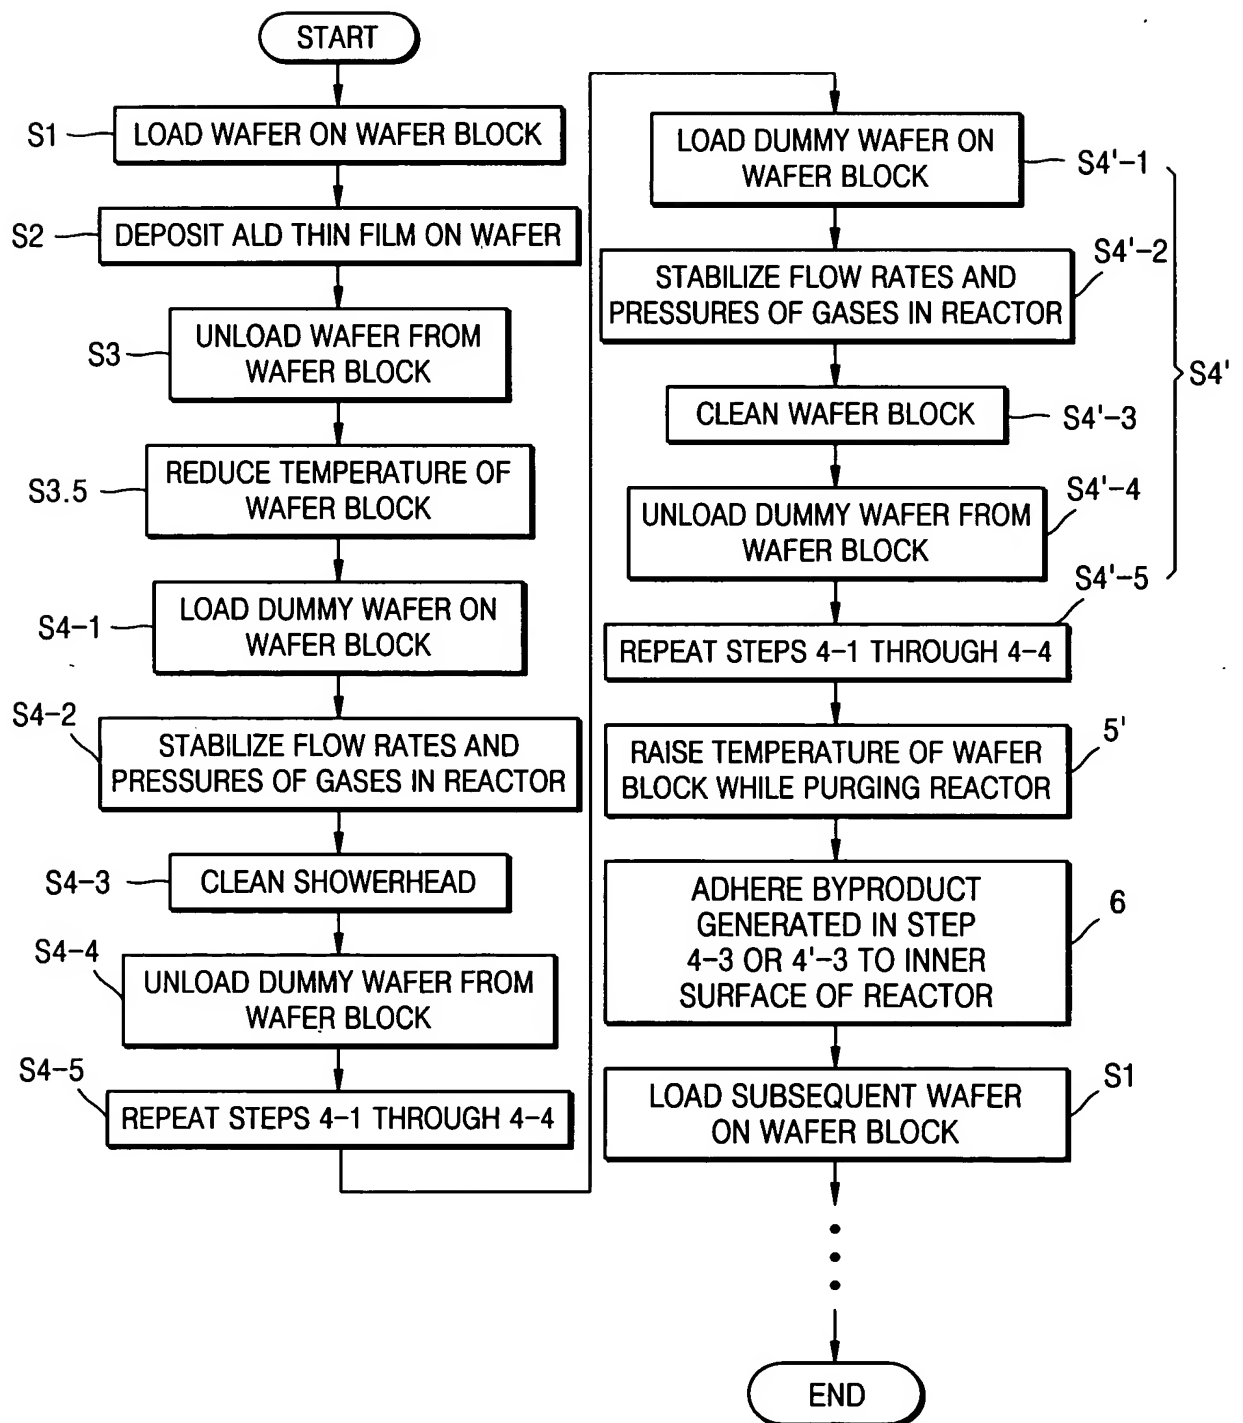 START
S1
LOAD WAFER ON WAFER BLOCK
S2
DEPOSIT ALD THIN FILM ON WAFER
S3
UNLOAD WAFER FROM
WAFER BLOCK
S3.5
REDUCE TEMPERATURE OF
WAFER BLOCK
S4-1
LOAD DUMMY WAFER ON
WAFER BLOCK
S4-2
STABILIZE FLOW RATES AND
PRESSURES OF GASES IN REACTOR
S4-3
CLEAN SHOWERHEAD
S4-4
UNLOAD DUMMY WAFER FROM
WAFER BLOCK
S4-5
REPEAT STEPS 4-1 THROUGH 4-4
LOAD DUMMY WAFER ON
WAFER BLOCK
S4'-1
STABILIZE FLOW RATES AND
PRESSURES OF GASES IN REACTOR
S4'-2
CLEAN WAFER BLOCK
S4'-3
UNLOAD DUMMY WAFER FROM
WAFER BLOCK
S4'-4
S4'
REPEAT STEPS 4-1 THROUGH 4-4
S4'-5
RAISE TEMPERATURE OF WAFER
BLOCK WHILE PURGING REACTOR
5'
ADHERE BYPRODUCT
GENERATED IN STEP
4-3 OR 4'-3 TO INNER
SURFACE OF REACTOR
6
LOAD SUBSEQUENT WAFER
ON WAFER BLOCK
S1
END